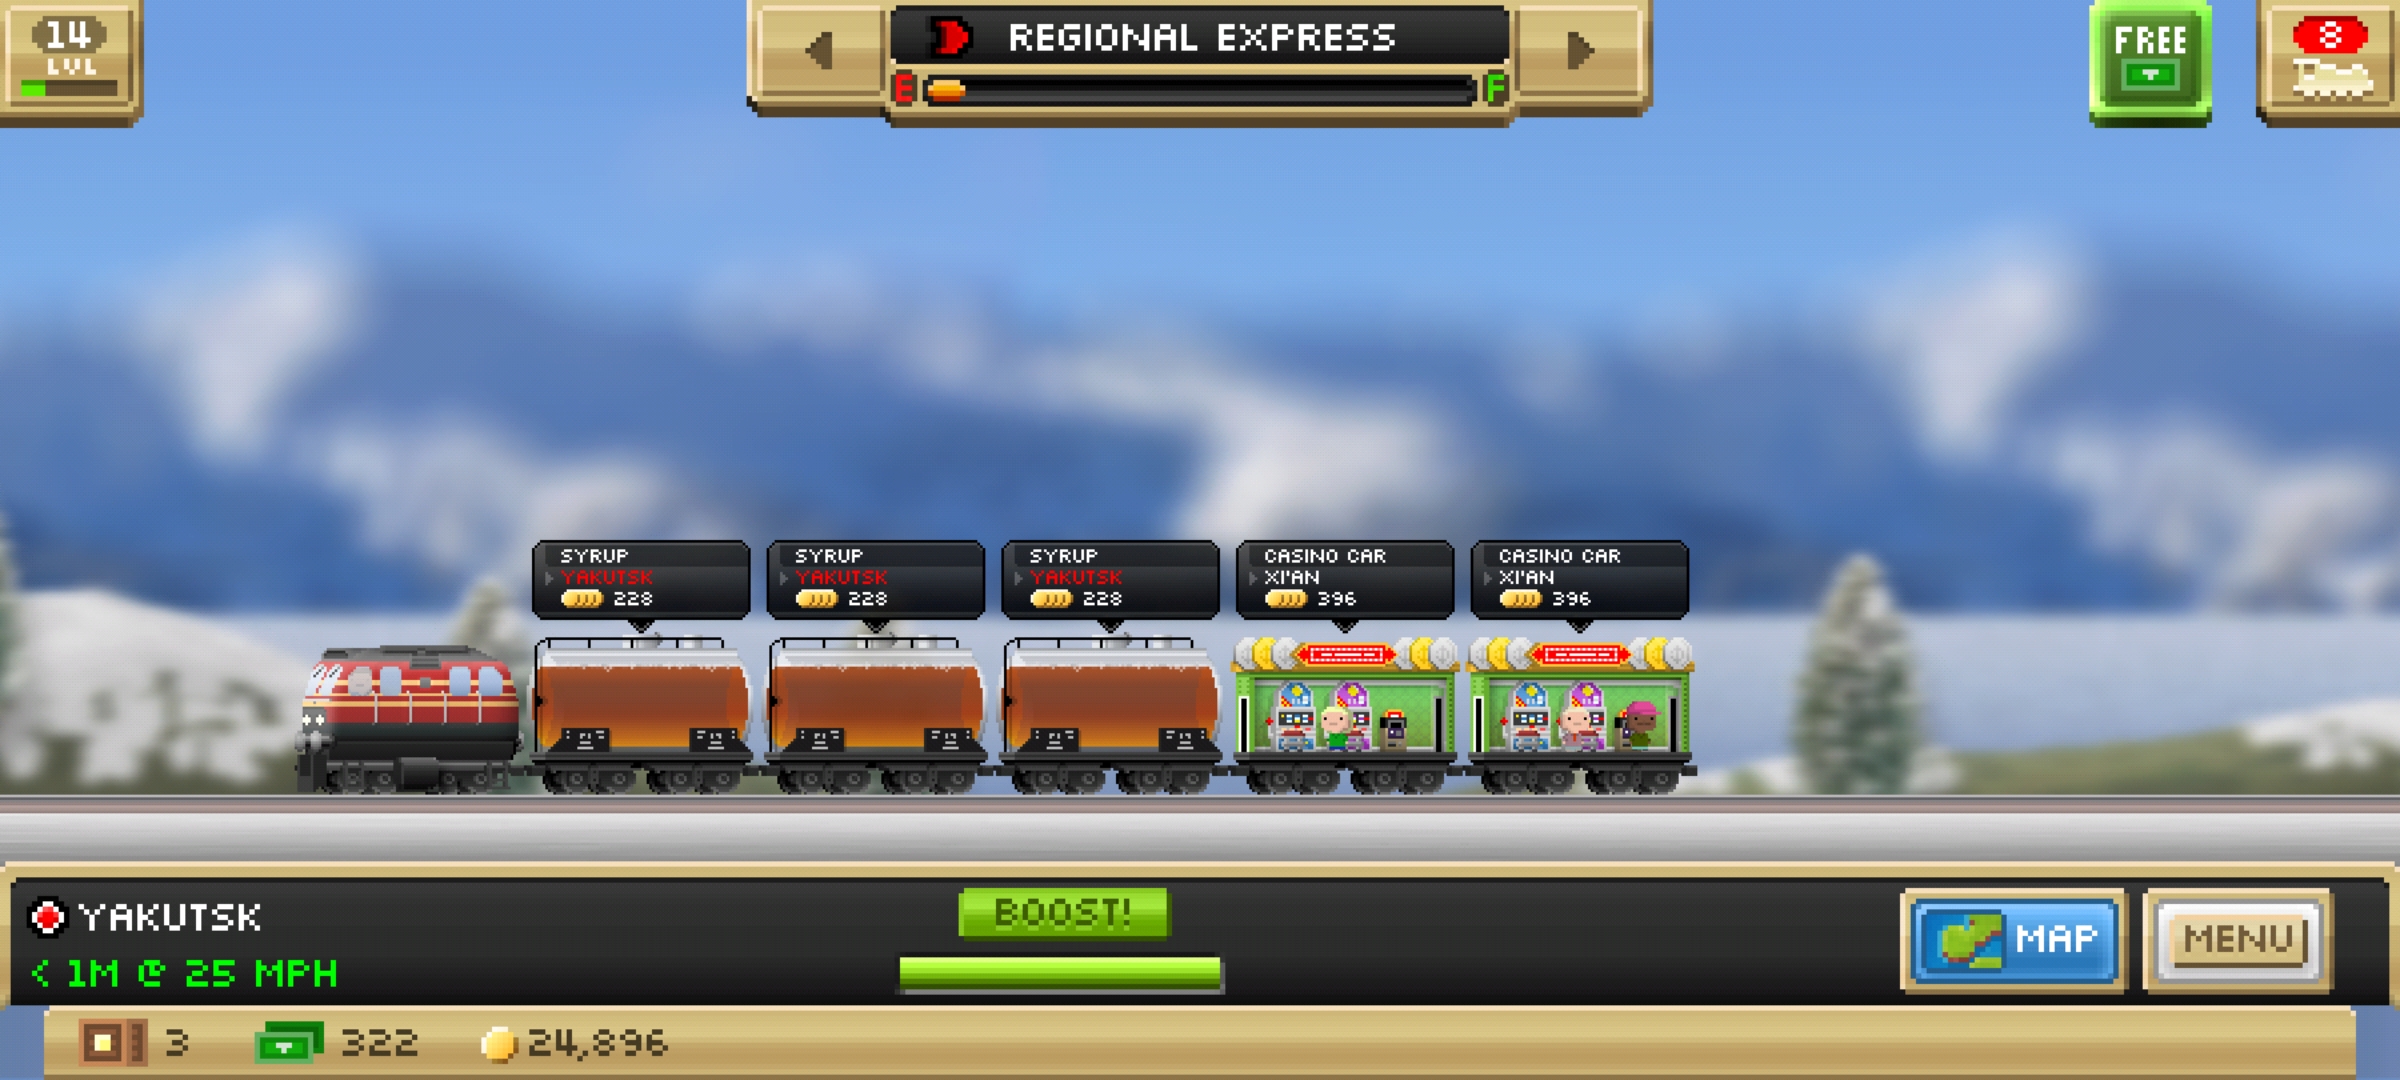 14
LVL
REGIONAL EXPRESS
E F
FREE
8
SYRUP
YAKUTSK
228
SYRUP
YAKUTSK
228
SYRUP
YAKUTSK
228
CASINO CAR
XI'AN
396
CASINO CAR
XI'AN
396
YAKUTSK
< 1M @ 25 MPH
BOOST!
MAP
MENU
3 322 24,896